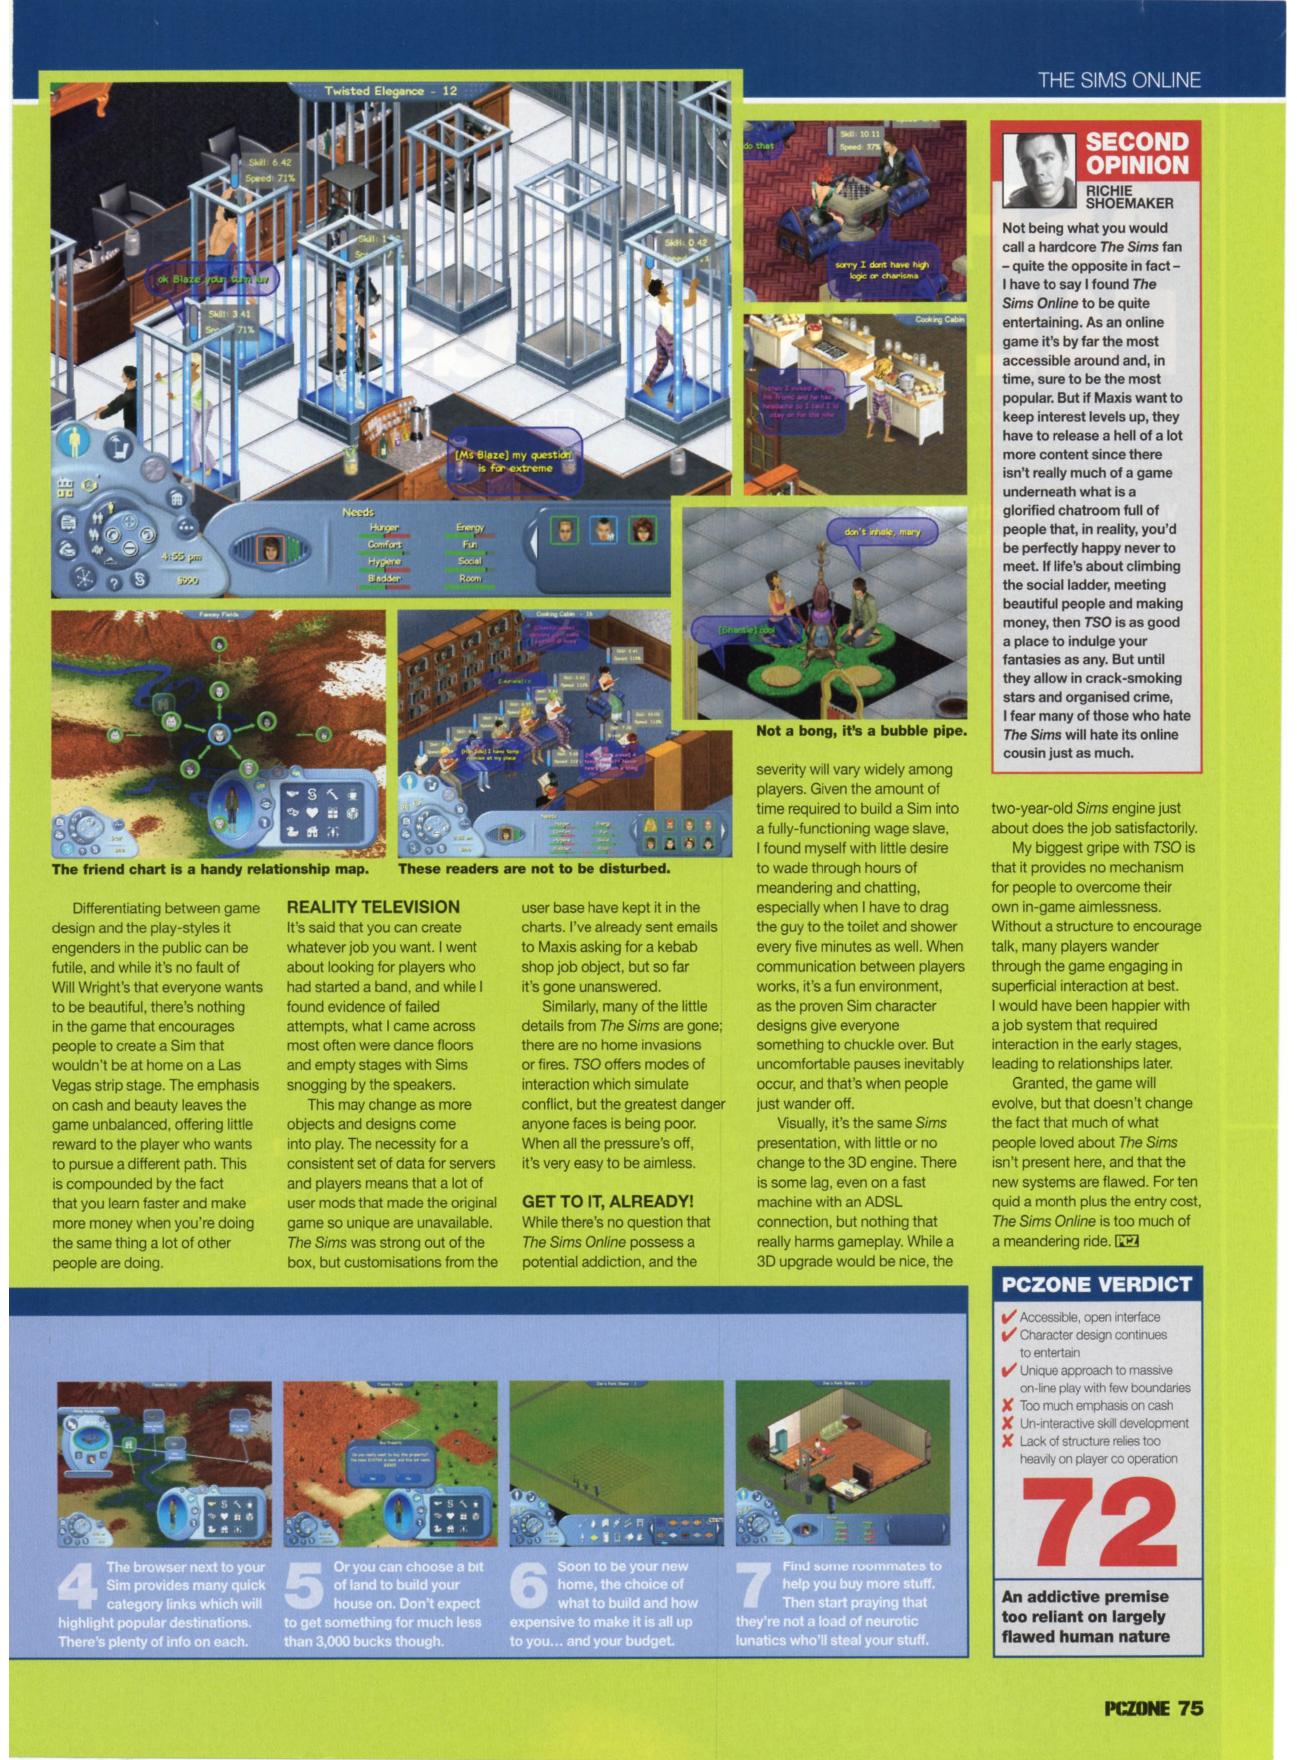 THE SIMS ONLINE
Twisted Elegance - 12
Skill: 6.42
Speed: 71%
ok Blaze your turn luv
Skill: 3.41
71%
Skill: 0.42
[Ms Blaze] my question
is far extreme
Needs
Hunger
Energy
Comfort
Fun
Hygiene
Social
Bladder
Room
4:55 pm
$990
do that
Skill: 10.11
Speed: 37%
sorry I dont have high
logic or charisma
Cooking Cabin
don't inhale, mary
[Shantie] cool
Not a bong, it's a bubble pipe.
Fancey Fields
The friend chart is a handy relationship map.
Cooking Cabin - 16
These readers are not to be disturbed.
Differentiating between game
design and the play-styles it
engenders in the public can be
futile, and while it's no fault of
Will Wright's that everyone wants
to be beautiful, there's nothing
in the game that encourages
people to create a Sim that
wouldn't be at home on a Las
Vegas strip stage. The emphasis
on cash and beauty leaves the
game unbalanced, offering little
reward to the player who wants
to pursue a different path. This
is compounded by the fact
that you learn faster and make
more money when you're doing
the same thing a lot of other
people are doing.
REALITY TELEVISION
It's said that you can create
whatever job you want. I went
about looking for players who
had started a band, and while I
found evidence of failed
attempts, what I came across
most often were dance floors
and empty stages with Sims
snogging by the speakers.
This may change as more
objects and designs come
into play. The necessity for a
consistent set of data for servers
and players means that a lot of
user mods that made the original
game so unique are unavailable.
The Sims was strong out of the
box, but customisations from the
user base have kept it in the
charts. I've already sent emails
to Maxis asking for a kebab
shop job object, but so far
it's gone unanswered.
Similarly, many of the little
details from The Sims are gone;
there are no home invasions
or fires. TSO offers modes of
interaction which simulate
conflict, but the greatest danger
anyone faces is being poor.
When all the pressure's off,
it's very easy to be aimless.
GET TO IT, ALREADY!
While there's no question that
The Sims Online possess a
potential addiction, and the
severity will vary widely among
players. Given the amount of
time required to build a Sim into
a fully-functioning wage slave,
I found myself with little desire
to wade through hours of
meandering and chatting,
especially when I have to drag
the guy to the toilet and shower
every five minutes as well. When
communication between players
works, it's a fun environment,
as the proven Sim character
designs give everyone
something to chuckle over. But
uncomfortable pauses inevitably
occur, and that's when people
just wander off.
Visually, it's the same Sims
presentation, with little or no
change to the 3D engine. There
is some lag, even on a fast
machine with an ADSL
connection, but nothing that
really harms gameplay. While a
3D upgrade would be nice, the
two-year-old Sims engine just
about does the job satisfactorily.
My biggest gripe with TSO is
that it provides no mechanism
for people to overcome their
own in-game aimlessness.
Without a structure to encourage
talk, many players wander
through the game engaging in
superficial interaction at best.
I would have been happier with
a job system that required
interaction in the early stages,
leading to relationships later.
Granted, the game will
evolve, but that doesn't change
the fact that much of what
people loved about The Sims
isn't present here, and that the
new systems are flawed. For ten
quid a month plus the entry cost,
The Sims Online is too much of
a meandering ride. PCZ
SECOND
OPINION
RICHIE
SHOEMAKER
Not being what you would
call a hardcore The Sims fan
– quite the opposite in fact –
I have to say I found The
Sims Online to be quite
entertaining. As an online
game it's by far the most
accessible around and, in
time, sure to be the most
popular. But if Maxis want to
keep interest levels up, they
have to release a hell of a lot
more content since there
isn't really much of a game
underneath what is a
glorified chatroom full of
people that, in reality, you'd
be perfectly happy never to
meet. If life's about climbing
the social ladder, meeting
beautiful people and making
money, then TSO is as good
a place to indulge your
fantasies as any. But until
they allow in crack-smoking
stars and organised crime,
I fear many of those who hate
The Sims will hate its online
cousin just as much.
4 The browser next to your
Sim provides many quick
category links which will
highlight popular destinations.
There's plenty of info on each.
5 Or you can choose a bit
of land to build your
house on. Don't expect
to get something for much less
than 3,000 bucks though.
6 Soon to be your new
home, the choice of
what to build and how
expensive to make it is all up
to you... and your budget.
7 Find some roommates to
help you buy more stuff.
Then start praying that
they're not a load of neurotic
lunatics who'll steal your stuff.
PCZONE VERDICT
✔ Accessible, open interface
✔ Character design continues
to entertain
✔ Unique approach to massive
on-line play with few boundaries
✘ Too much emphasis on cash
✘ Un-interactive skill development
✘ Lack of structure relies too
heavily on player co operation
72
An addictive premise
too reliant on largely
flawed human nature
PCZONE 75